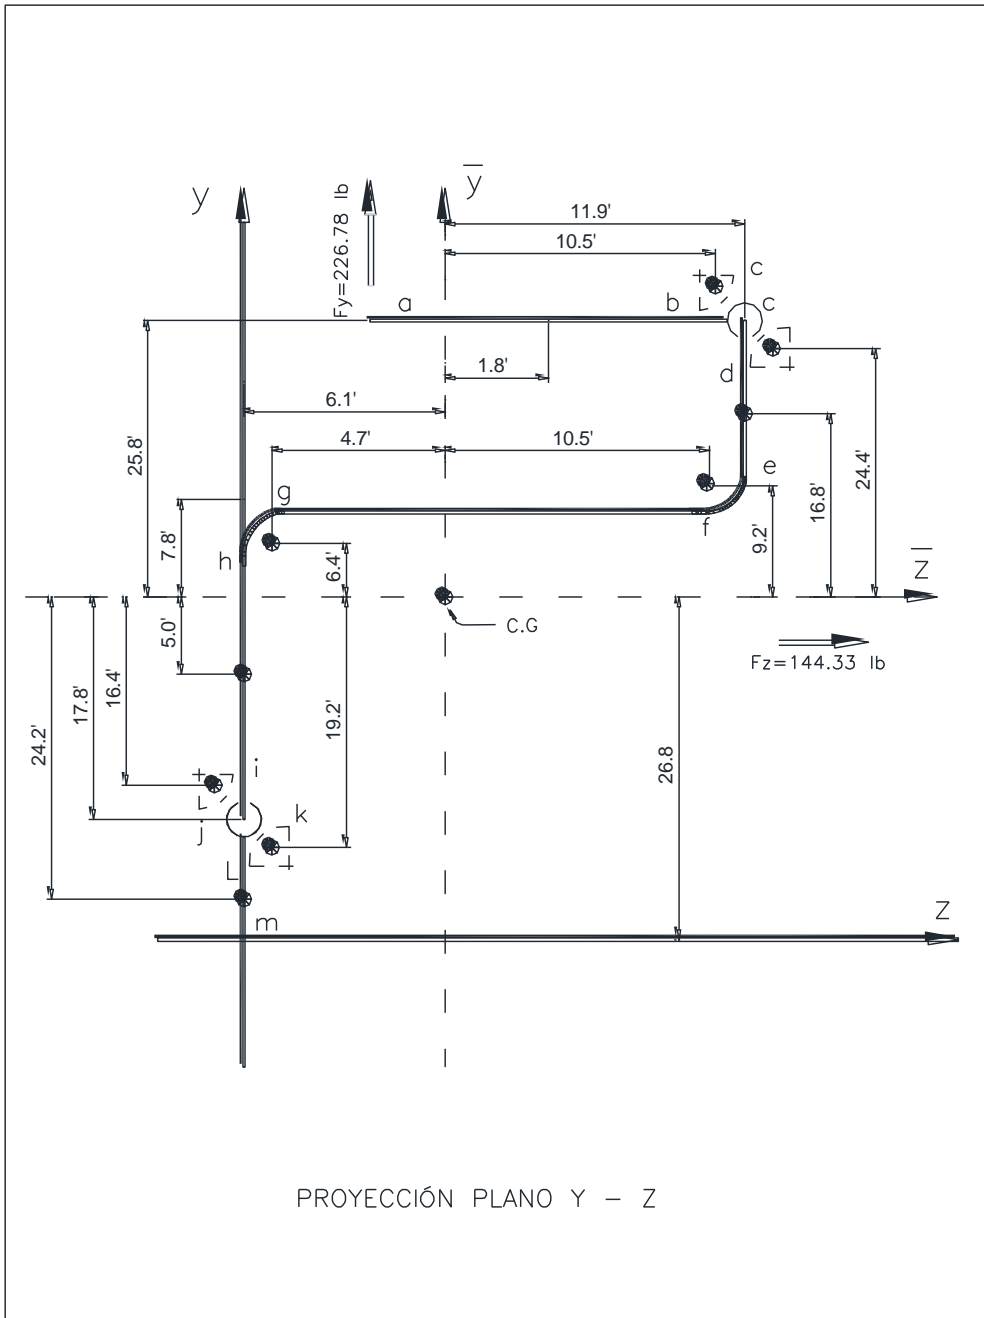 y
y
Fy=226.78 lb
11.9'
10.5'
c
a
b
c
1.8'
d
6.1'
4.7'
10.5'
25.8'
e
16.8'
24.4'
g
7.8'
f
9.2'
h
6.4'
z
5.0'
C.G
Fz=144.33 lb
16.4'
17.8'
19.2'
24.2'
26.8
i
k
j
L
m
z
PROYECCIÓN PLANO Y - Z